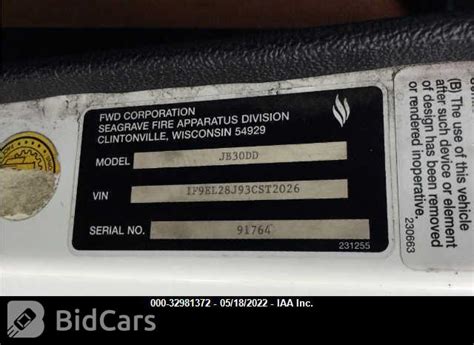 FWD CORPORATION
SEAGRAVE FIRE APPARATUS DIVISION
CLINTONVILLE, WISCONSIN 54929
MODEL JB30DD
VIN 1F9EL28J93CST2026
SERIAL NO. 91764
231255
(B) The use of this vehicle
after such device or element
of design has been removed
or rendered inoperative.
230663
000-32981372 - 05/18/2022 - IAA Inc.
BidCars